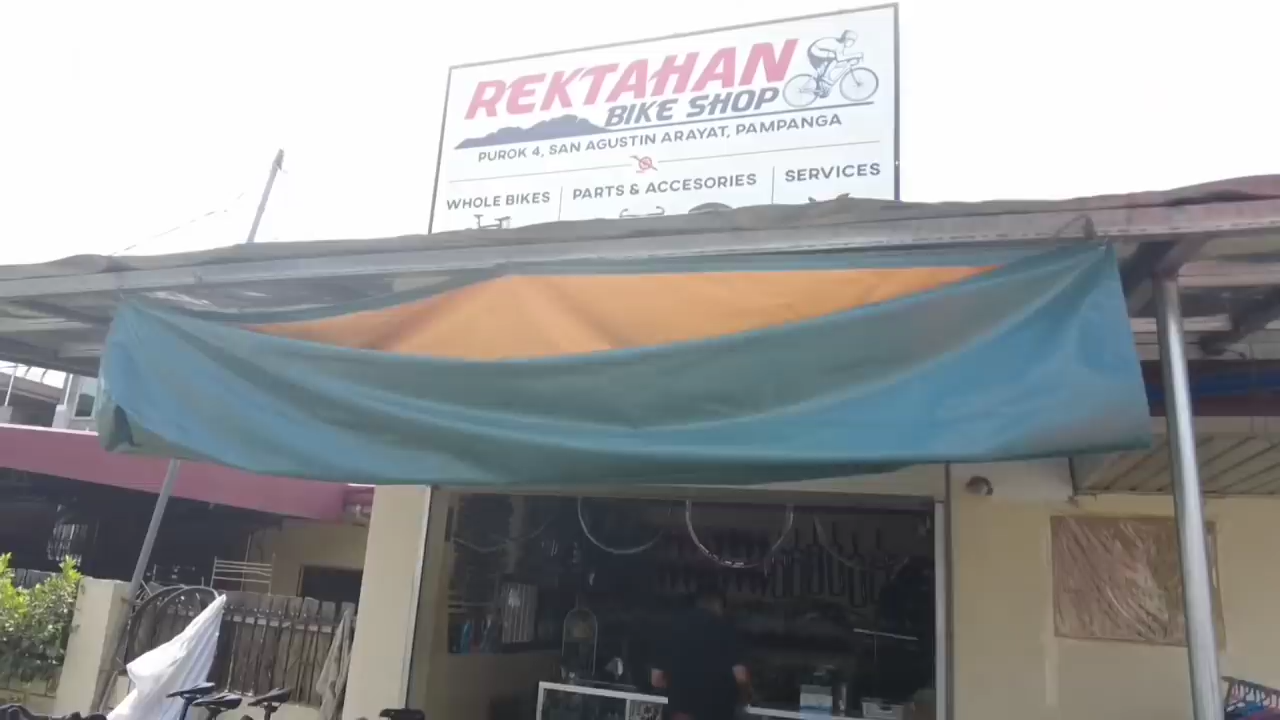 REKTAHAN
BIKE SHOP
PUROK 4, SAN AGUSTIN ARAYAT, PAMPANGA
WHOLE BIKES
PARTS & ACCESORIES
SERVICES